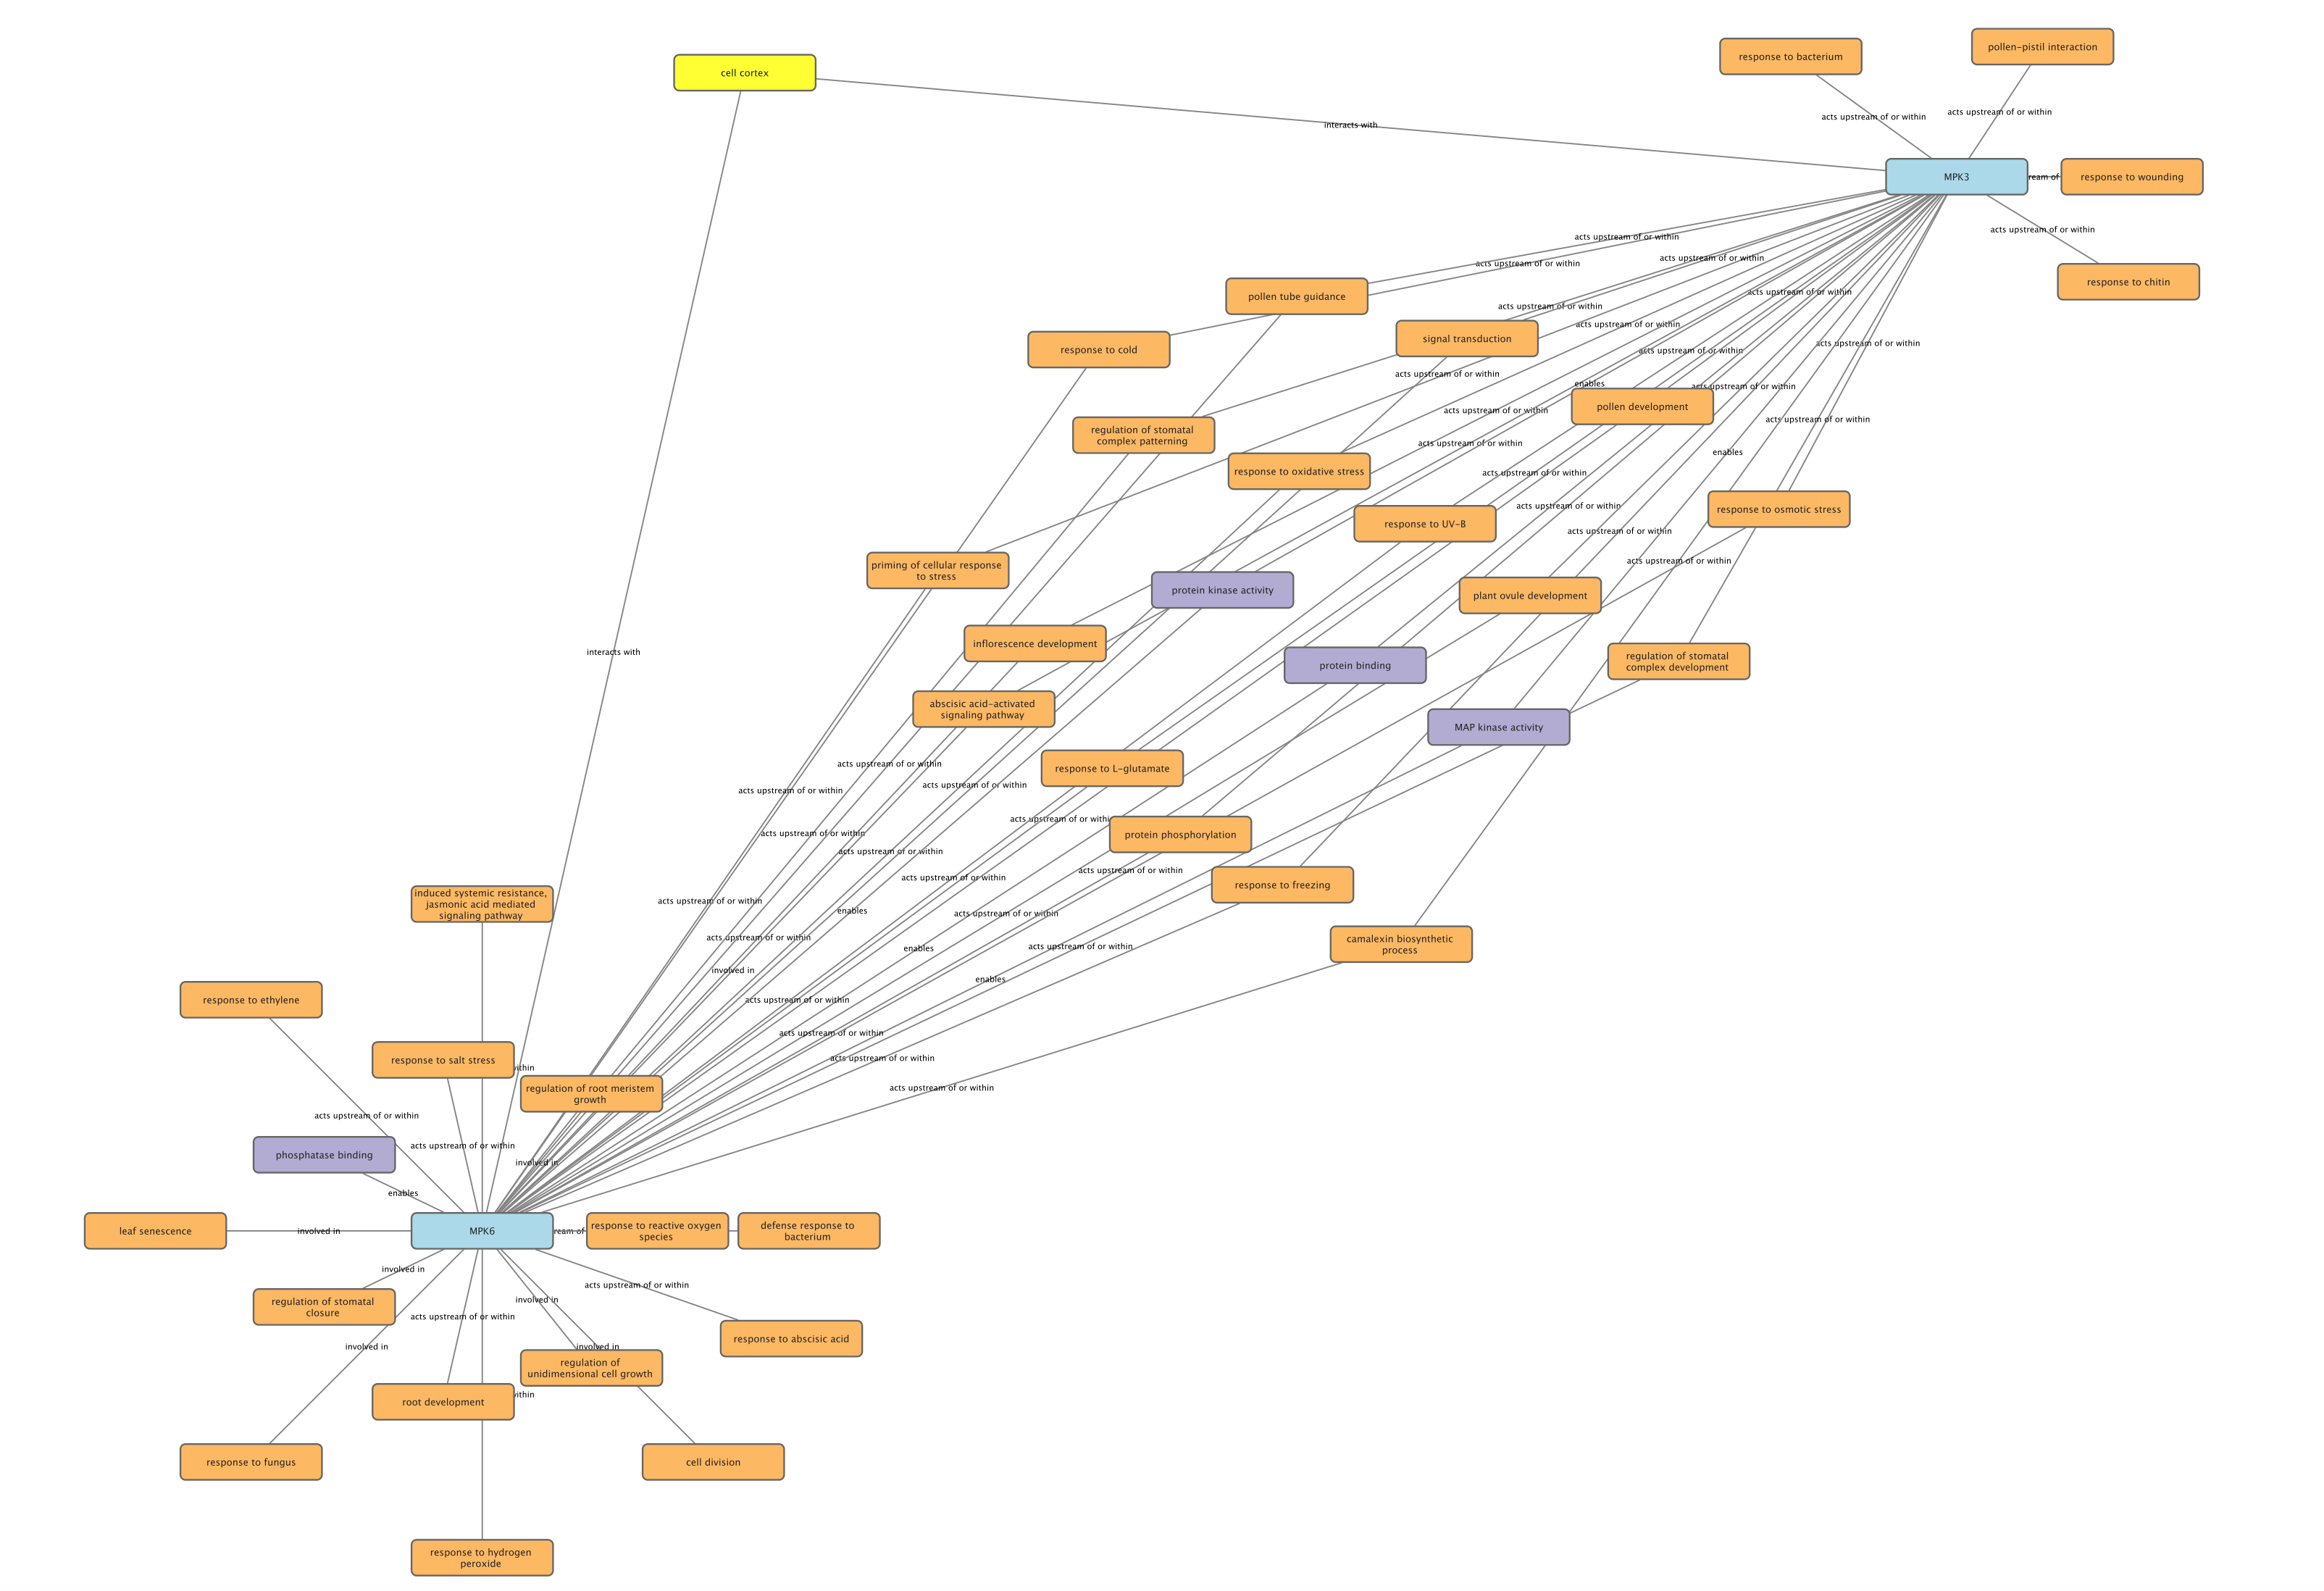 pollen-pistil interaction
response to bacterium
cell cortex
acts upstream of or within
acts upstream of or within
interacts with
MPK3
ream of
response to wounding
acts upstream of or within
acts upstream of or within
acts upstream of or within
acts upstream of or within
response to chitin
acts upstream of or within
pollen tube guidance
acts upstream of or within
acts upstream of or within
signal transduction
acts upstream of or within
response to cold
acts upstream of or within
acts upstream of or within
enables
acts upstream of or within
pollen development
acts upstream of or within
acts upstream of or within
regulation of stomatal
complex patterning
acts upstream of or within
enables
response to oxidative stress
acts upstream of or within
acts upstream of or within
response to osmotic stress
response to UV-B
acts upstream of or within
acts upstream of or within
priming of cellular response
to stress
protein kinase activity
plant ovule development
inflorescence development
interacts with
regulation of stomatal
complex development
protein binding
abscisic acid-activated
signaling pathway
MAP kinase activity
acts upstream of or within
response to L-glutamate
acts upstream of or within
acts upstream of or within
acts upstream of or withi
acts upstream of or within
protein phosphorylation
acts upstream of or within
acts upstream of or within
acts upstream of or within
response to freezing
induced systemic resistance,
jasmonic acid mediated
signaling pathway
acts upstream of or within
enables
acts upstream of or within
acts upstream of or within
camalexin biosynthetic
process
enables
acts upstream of or within
involved in
enables
response to ethylene
acts upstream of or within
acts upstream of or within
response to salt stress
acts upstream of or within
vithin
regulation of root meristem
growth
acts upstream of or within
acts upstream of or within
acts upstream of or within
phosphatase binding
involved in
enables
leaf senescence
involved in
MPK6
ream of
response to reactive oxygen
species
defense response to
bacterium
involved in
acts upstream of or within
regulation of stomatal
closure
involved in
acts upstream of or within
response to abscisic acid
involved in
involved in
regulation of
unidimensional cell growth
root development
vithin
response to fungus
cell division
response to hydrogen
peroxide